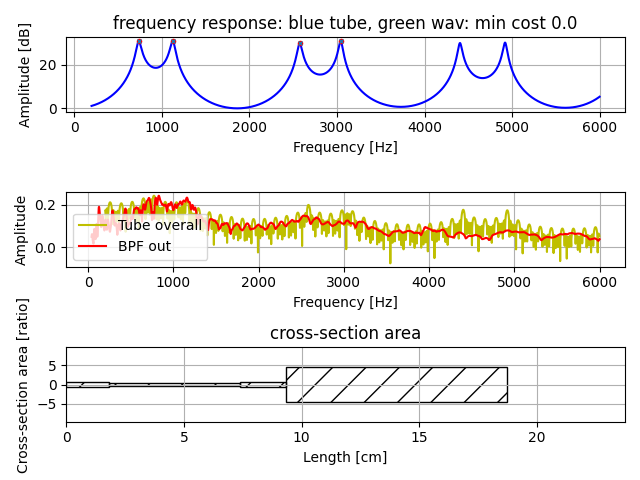 frequency response: blue tube, green wav: min cost 0.0
Amplitude [dB]
20
0
0 1000 2000 3000 4000 5000 6000
Frequency [Hz]
Amplitude
0.2
0.0
Tube overall
BPF out
0 1000 2000 3000 4000 5000 6000
Frequency [Hz]
cross-section area
Cross-section area [ratio]
5
0
−5
0 5 10 15 20
Length [cm]